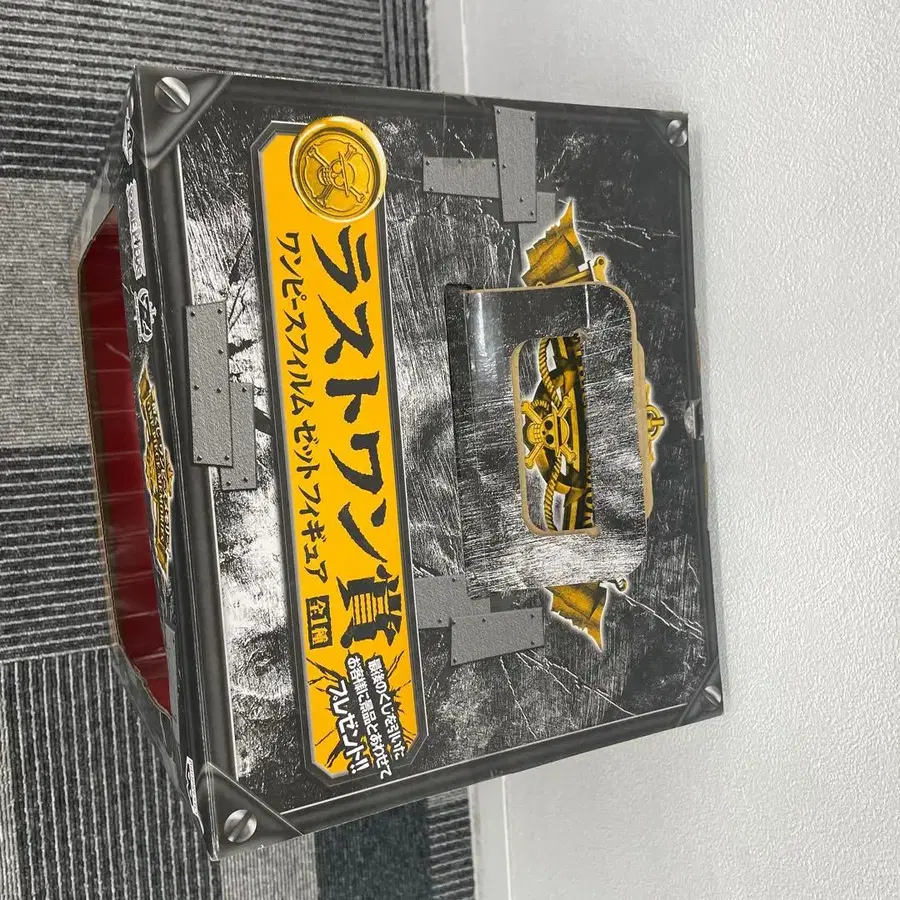 ラストワン賞
ワンピースフィルム ゼット フィギュア 全1種
最後のくじを引いた
お客様に景品とあわせて
プレゼント!!